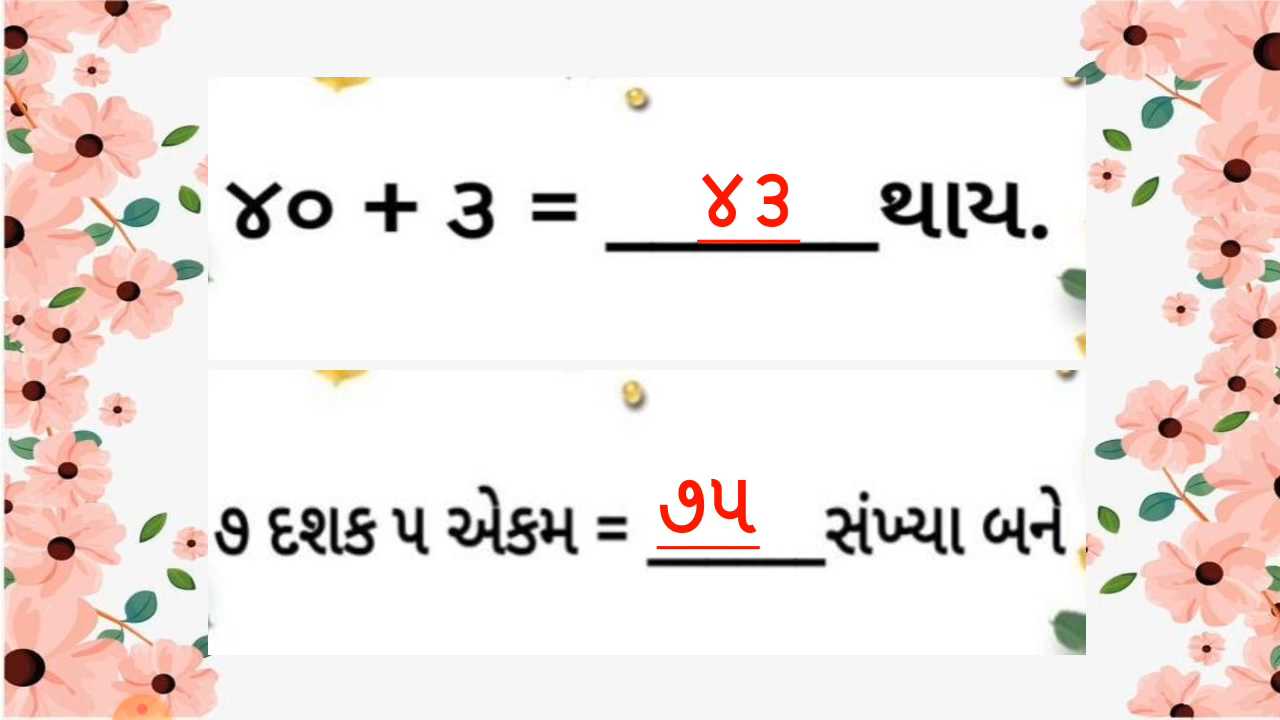 ૪૦ + ૩ = ૪૩ થાય.
૭ દશક ૫ એકમ = ૭૫ સંખ્યા બને